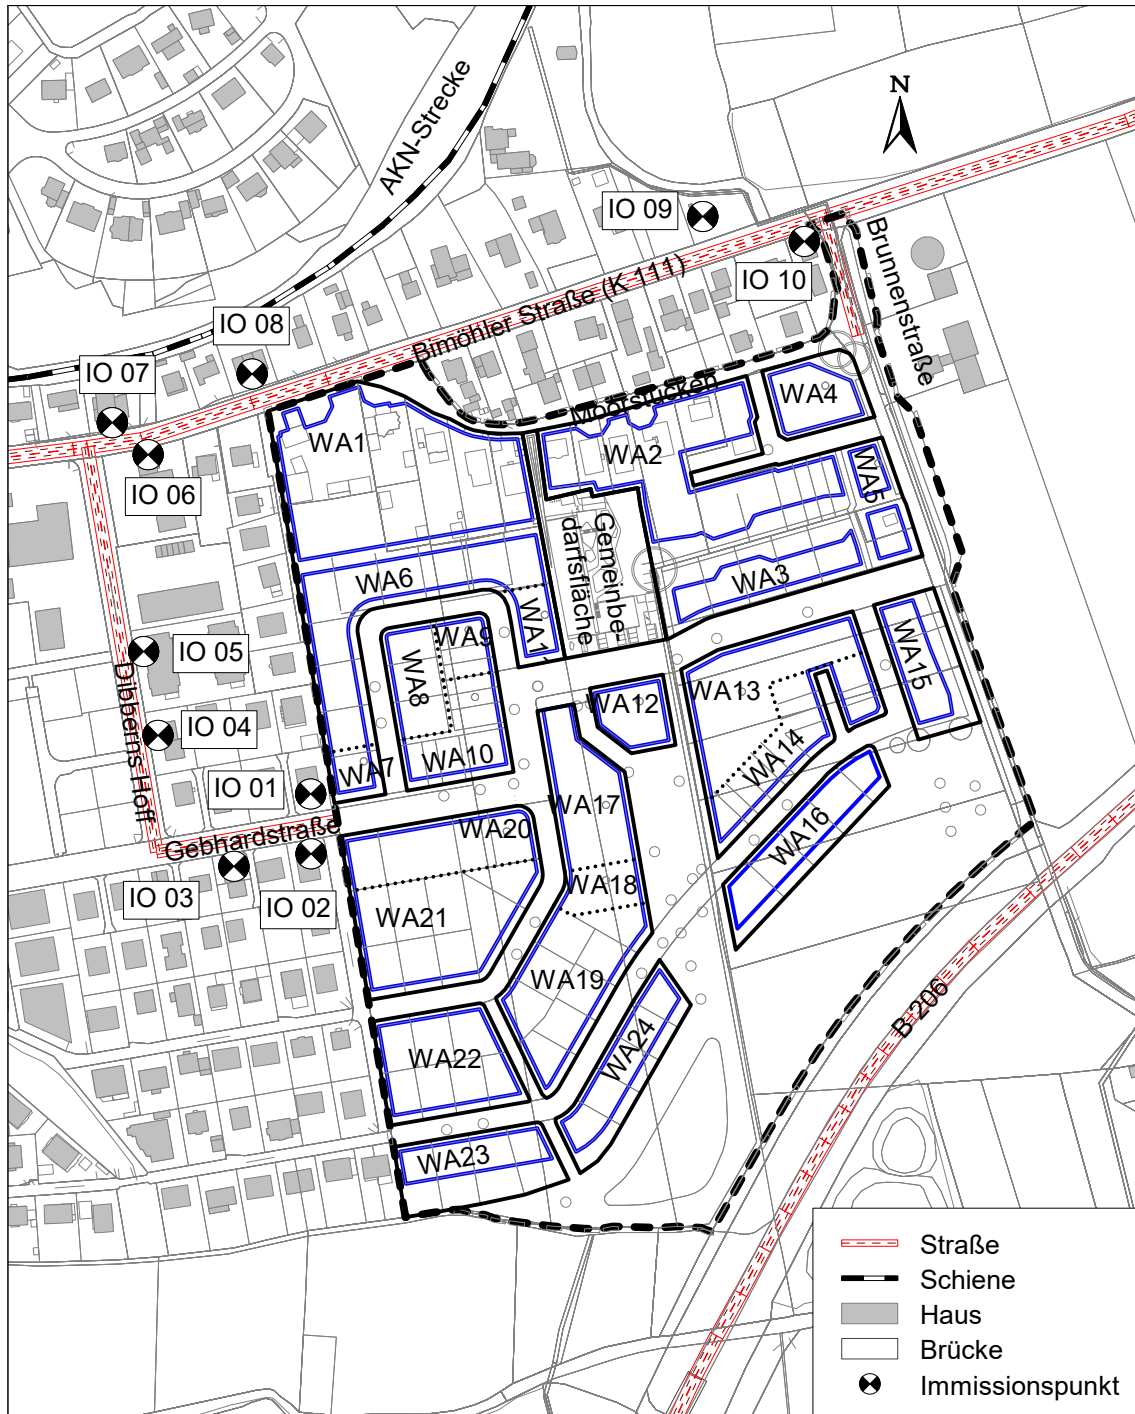 AKN-Strecke
N
IO 09
Brunnenstraße
IO 10
Bimöhler Straße (K 111)
IO 08
IO 07
Moorstücken
WA4
WA1
WA2
IO 06
WA5
Gemeinbe-
darfsfläche
WA6
WA3
WA11
WA9
WA8
IO 05
WA15
Dibberns Hoff
WA13
WA12
IO 04
WA14
WA10
WA7
IO 01
WA17
WA20
WA16
Gebhardstraße
WA18
IO 03
IO 02
WA21
WA19
B 206
WA24
WA22
WA23
Straße
Schiene
Haus
Brücke
Immissionspunkt